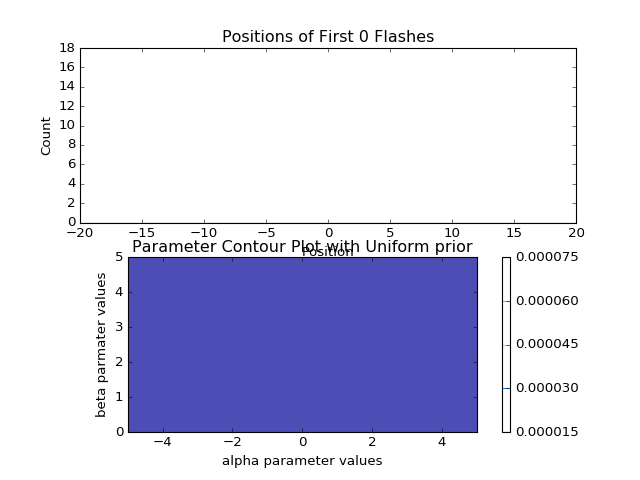 Positions of First 0 Flashes
18
16
14
12
10
8
6
4
2
0
Count
−20 −15 −10 −5 0 5 10 15 20
Position
Parameter Contour Plot with Uniform prior
5
4
3
2
1
0
beta parmater values
−4 −2 0 2 4
alpha parameter values
0.000075
0.000060
0.000045
0.000030
0.000015